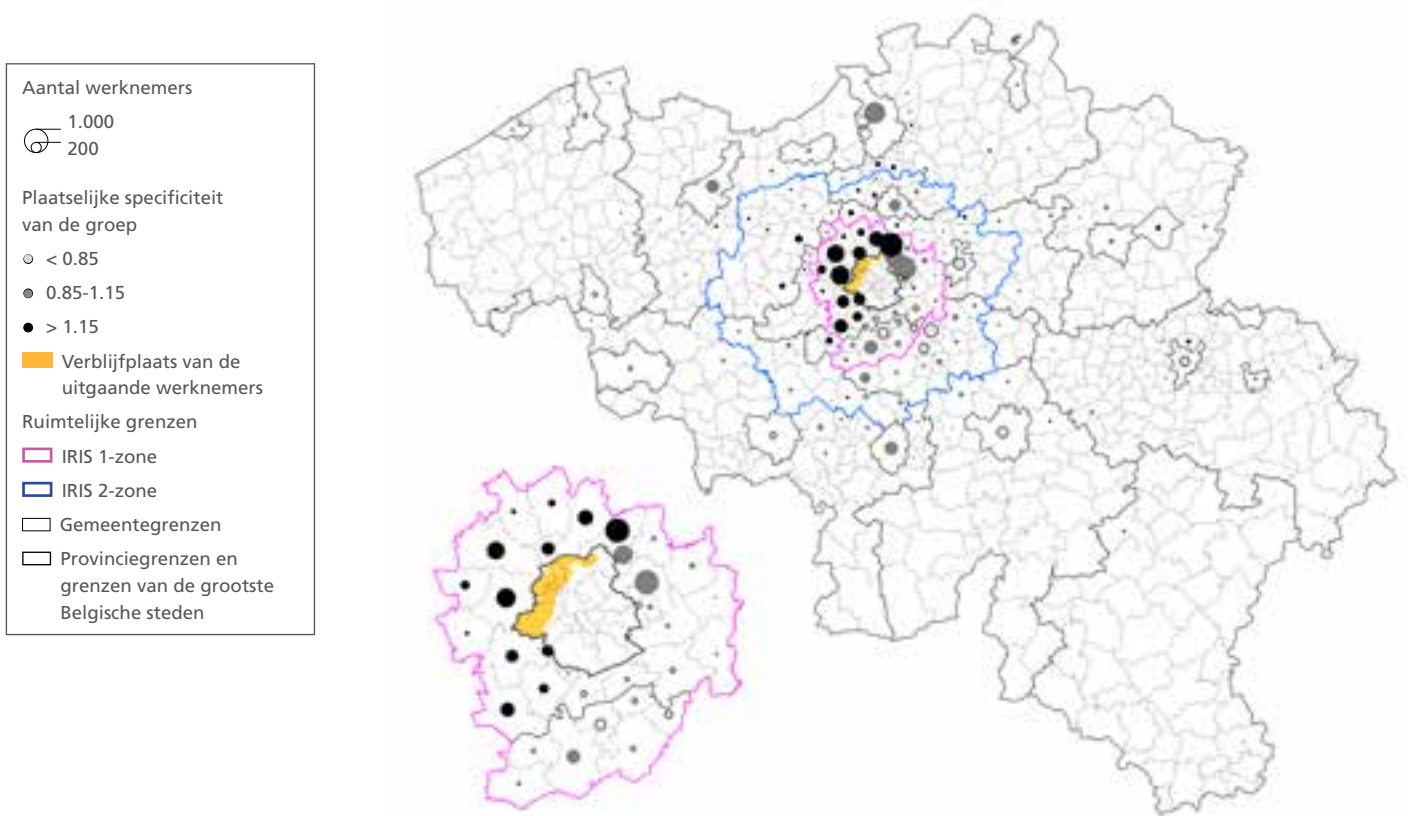 Aantal werknemers
1.000
200
Plaatselijke specificiteit
van de groep
< 0.85
0.85-1.15
> 1.15
Verblijfplaats van de
uitgaande werknemers
Ruimtelijke grenzen
IRIS 1-zone
IRIS 2-zone
Gemeentegrenzen
Provinciegrenzen en
grenzen van de grootste
Belgische steden